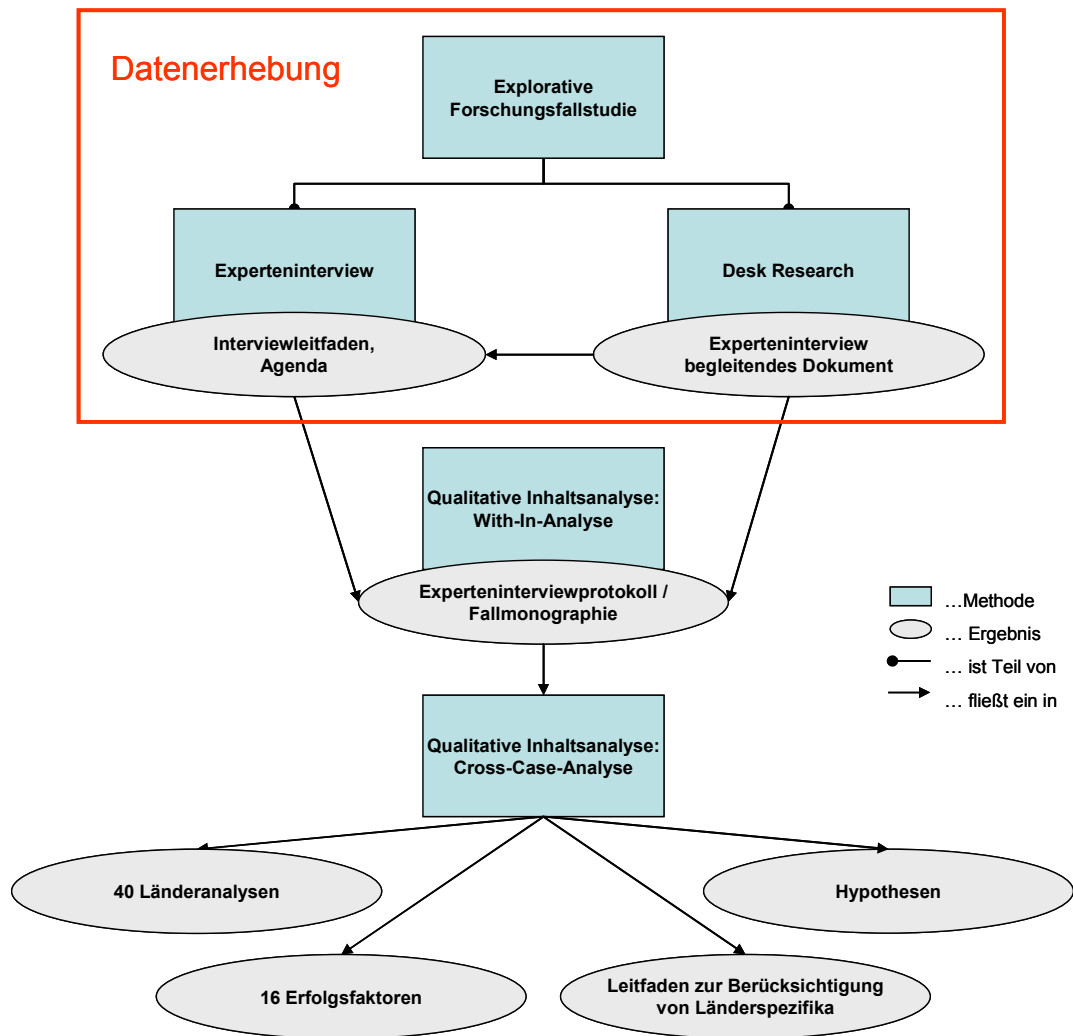 Datenerhebung
Explorative
Forschungsfallstudie
Experteninterview
Desk Research
Interviewleitfaden,
Agenda
Experteninterview
begleitendes Dokument
Qualitative Inhaltsanalyse:
With-In-Analyse
Experteninterviewprotokoll /
Fallmonographie
…Methode
… Ergebnis
… ist Teil von
… fließt ein in
Qualitative Inhaltsanalyse:
Cross-Case-Analyse
40 Länderanalysen
Hypothesen
16 Erfolgsfaktoren
Leitfaden zur Berücksichtigung
von Länderspezifika